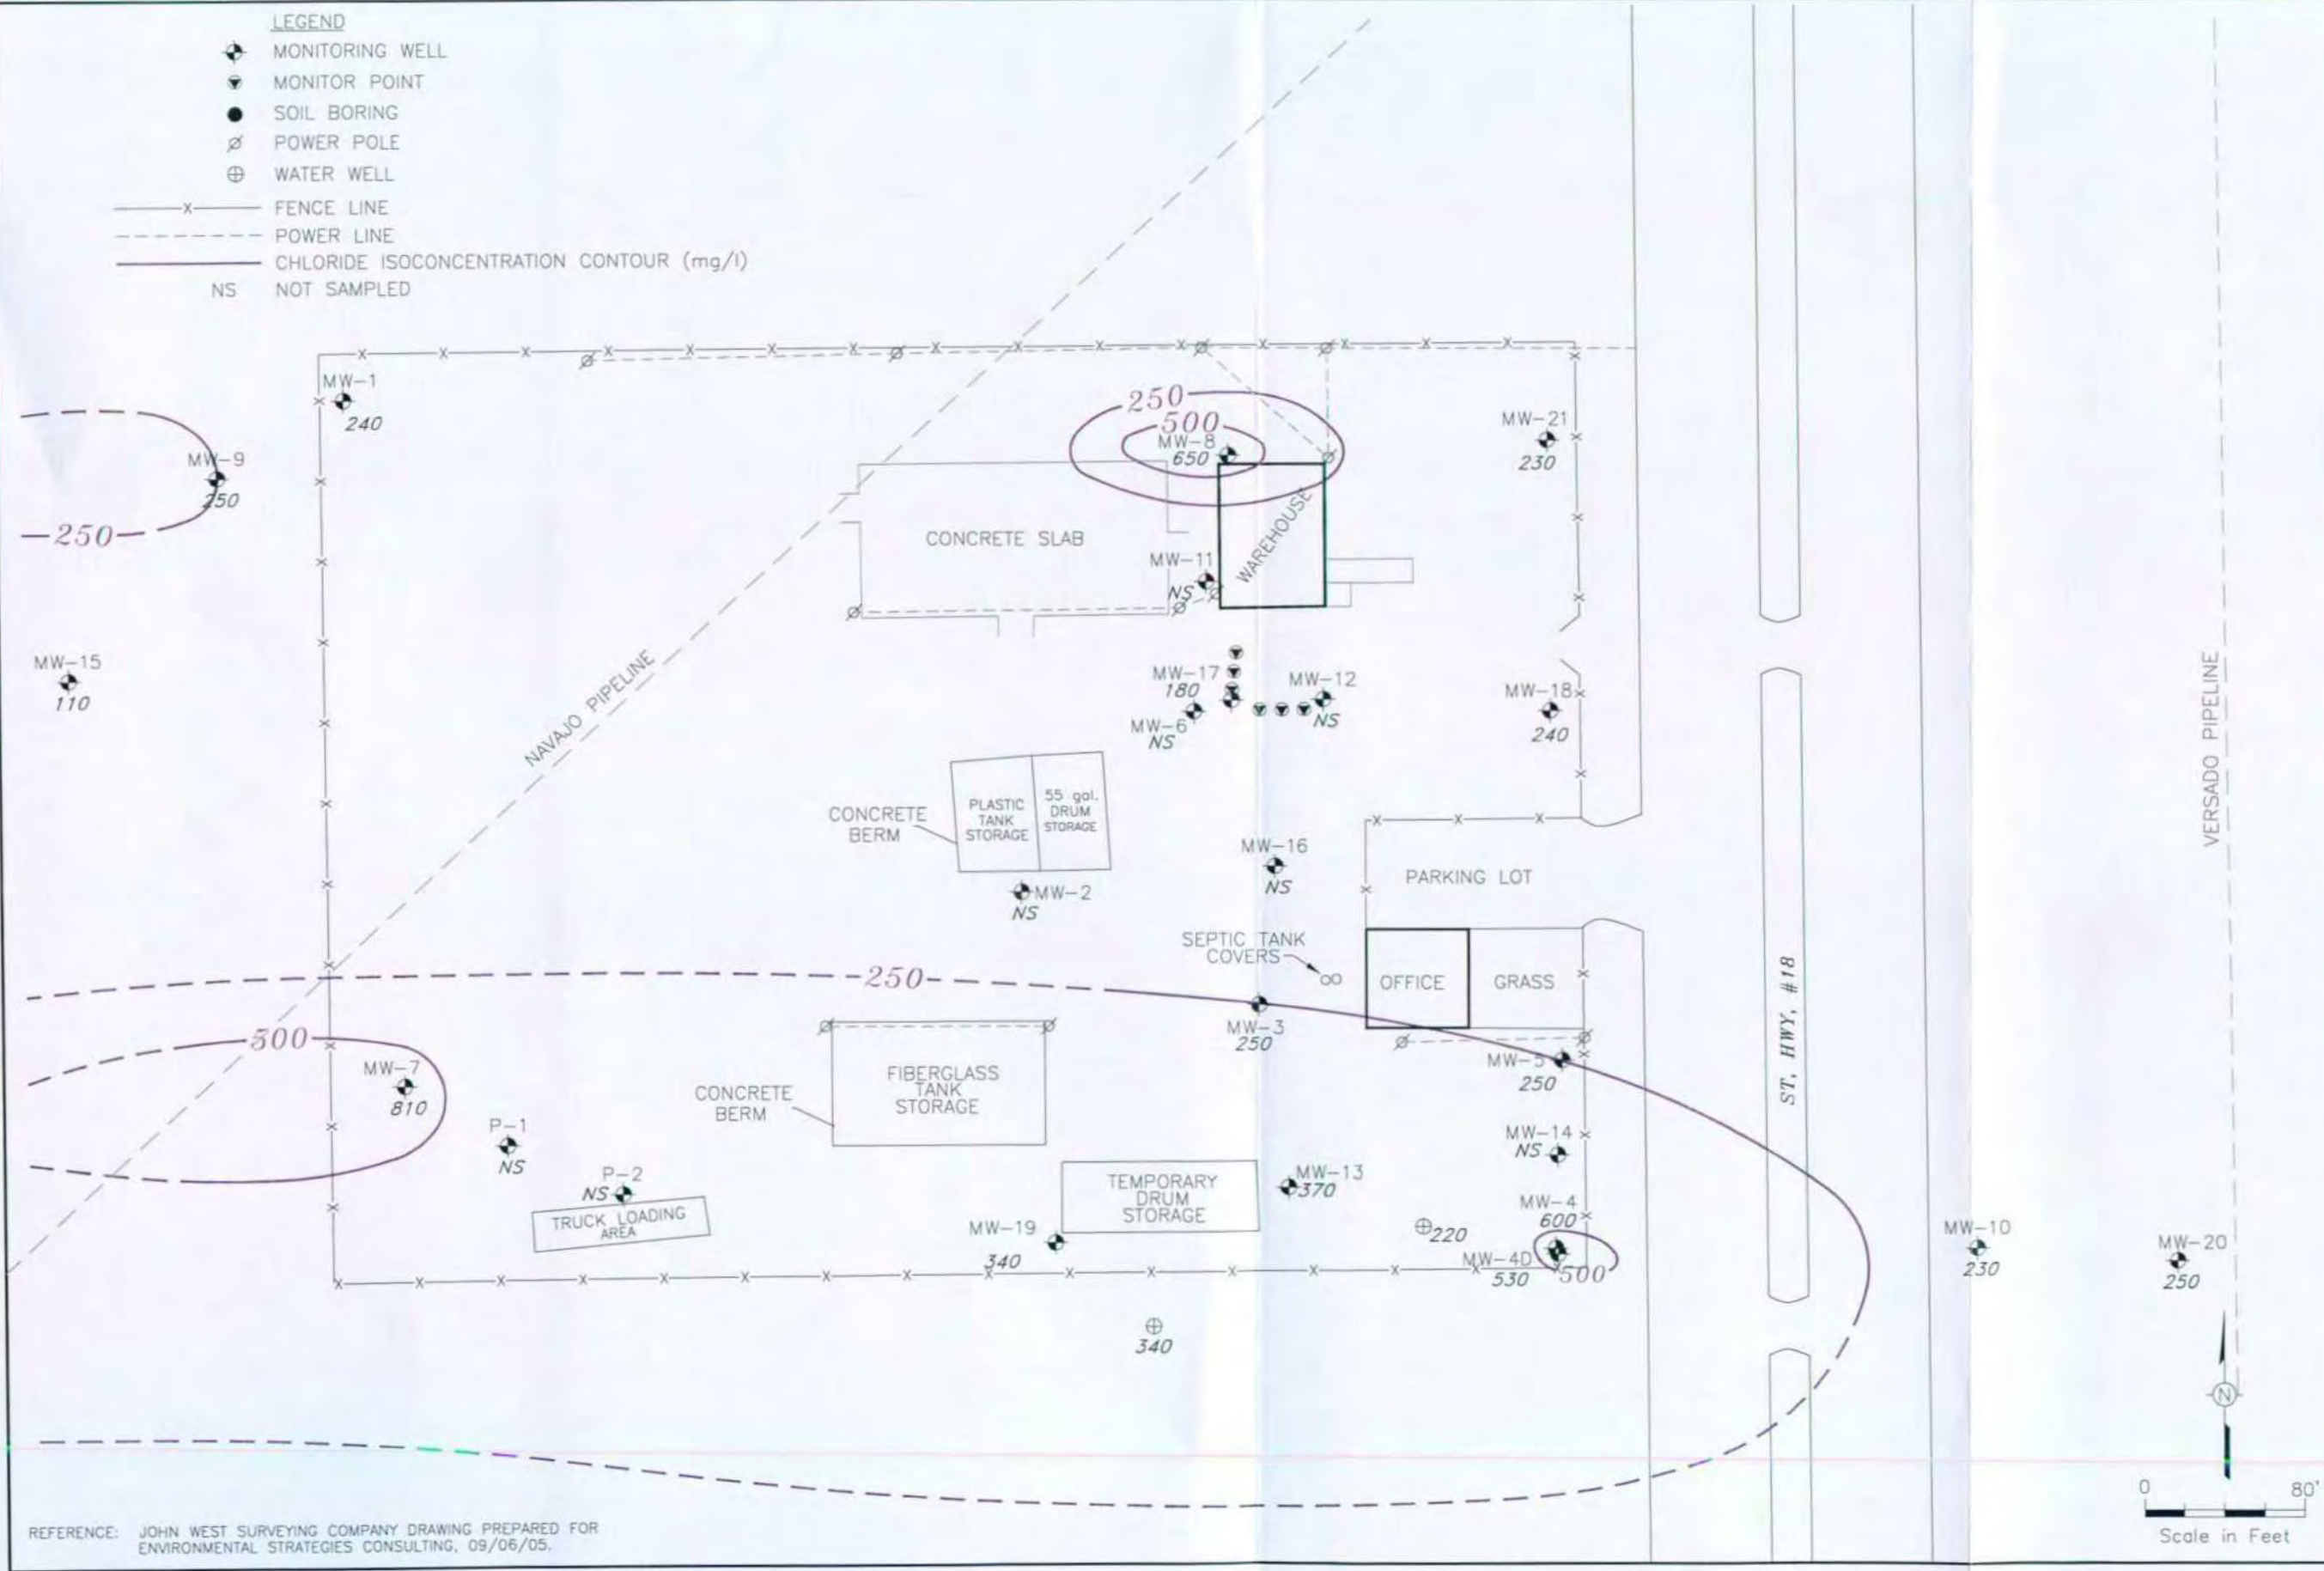 LEGEND
MONITORING WELL
MONITOR POINT
SOIL BORING
POWER POLE
WATER WELL
X FENCE LINE
POWER LINE
CHLORIDE ISOCONCENTRATION CONTOUR (mg/l)
NS NOT SAMPLED
MW-1
240
MW-9
250
250
MW-15
110
NAVAJO PIPELINE
250
500
MW-8
650
MW-21
230
CONCRETE SLAB
WAREHOUSE
MW-11
NS
MW-17
180
MW-12
NS
MW-6
NS
MW-18
240
CONCRETE
BERM
PLASTIC
TANK
STORAGE
55 gal.
DRUM
STORAGE
MW-2
NS
MW-16
NS
PARKING LOT
SEPTIC TANK
COVERS
OFFICE
GRASS
250
MW-3
250
MW-5
250
500
MW-7
810
P-1
NS
P-2
NS
TRUCK LOADING
AREA
CONCRETE
BERM
FIBERGLASS
TANK
STORAGE
TEMPORARY
DRUM
STORAGE
MW-13
370
MW-19
340
220
MW-14
NS
MW-4
600
MW-4D
530
500
340
ST. HWY, #18
VERSADO PIPELINE
MW-10
230
MW-20
250
N
0 80'
Scale in Feet
REFERENCE: JOHN WEST SURVEYING COMPANY DRAWING PREPARED FOR
ENVIRONMENTAL STRATEGIES CONSULTING, 09/06/05.